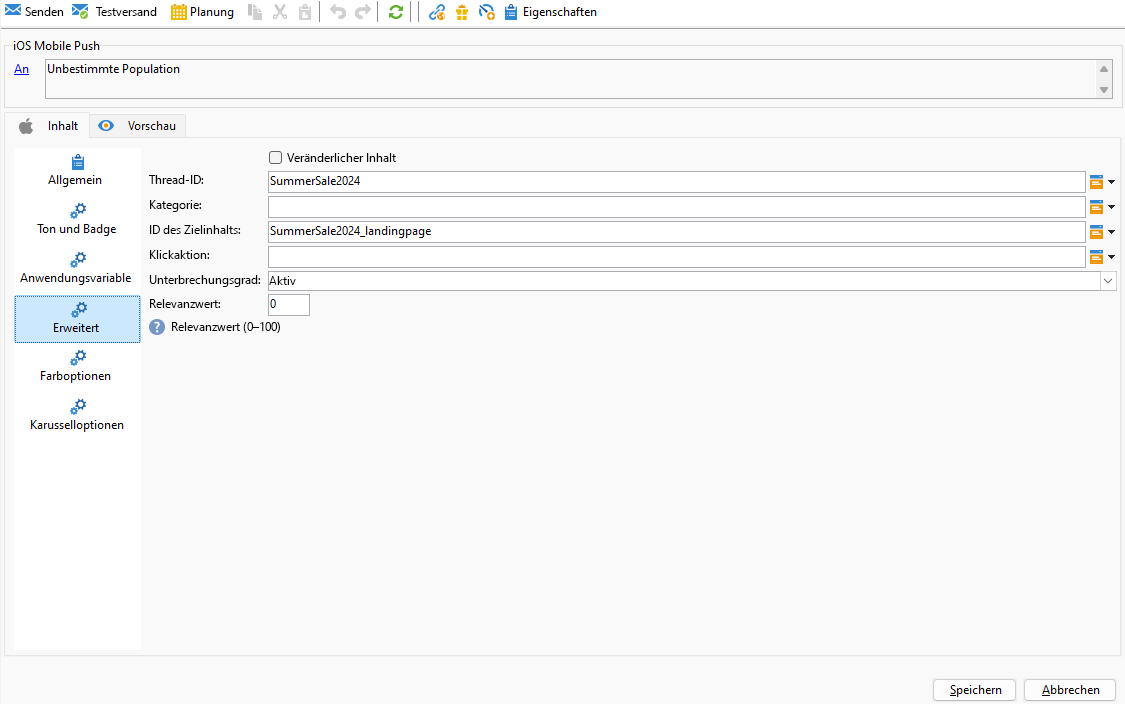 Senden Testversand Planung Eigenschaften
iOS Mobile Push
An Unbestimmte Population
Inhalt Vorschau
Allgemein
Ton und Badge
Anwendungsvariable
Erweitert
Farboptionen
Karusselloptionen
Veränderlicher Inhalt
Thread-ID: SummerSale2024
Kategorie:
ID des Zielinhalts: SummerSale2024_landingpage
Klickaktion:
Unterbrechungsgrad: Aktiv
Relevanzwert: 0
? Relevanzwert (0–100)
Speichern Abbrechen